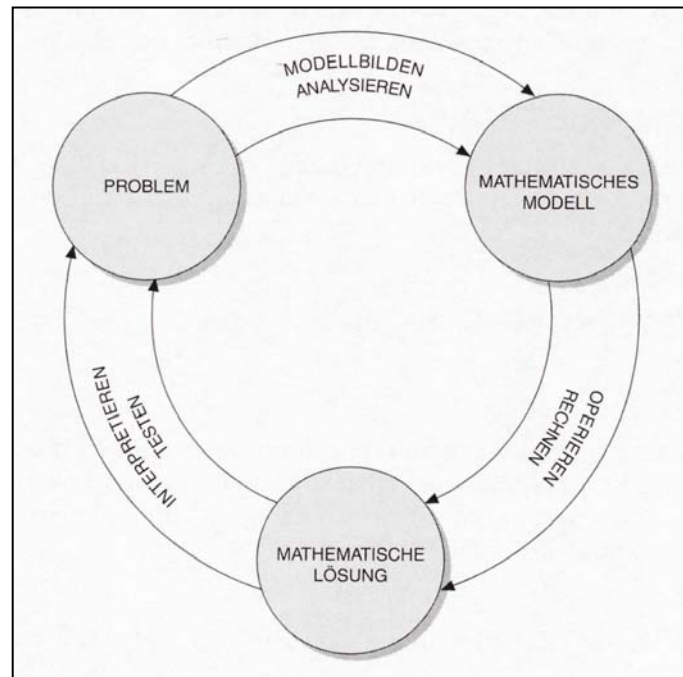 MODELLBILDEN
ANALYSIEREN
PROBLEM
MATHEMATISCHES
MODELL
OPERIEREN
RECHNEN
MATHEMATISCHE
LÖSUNG
INTERPRETIEREN
TESTEN